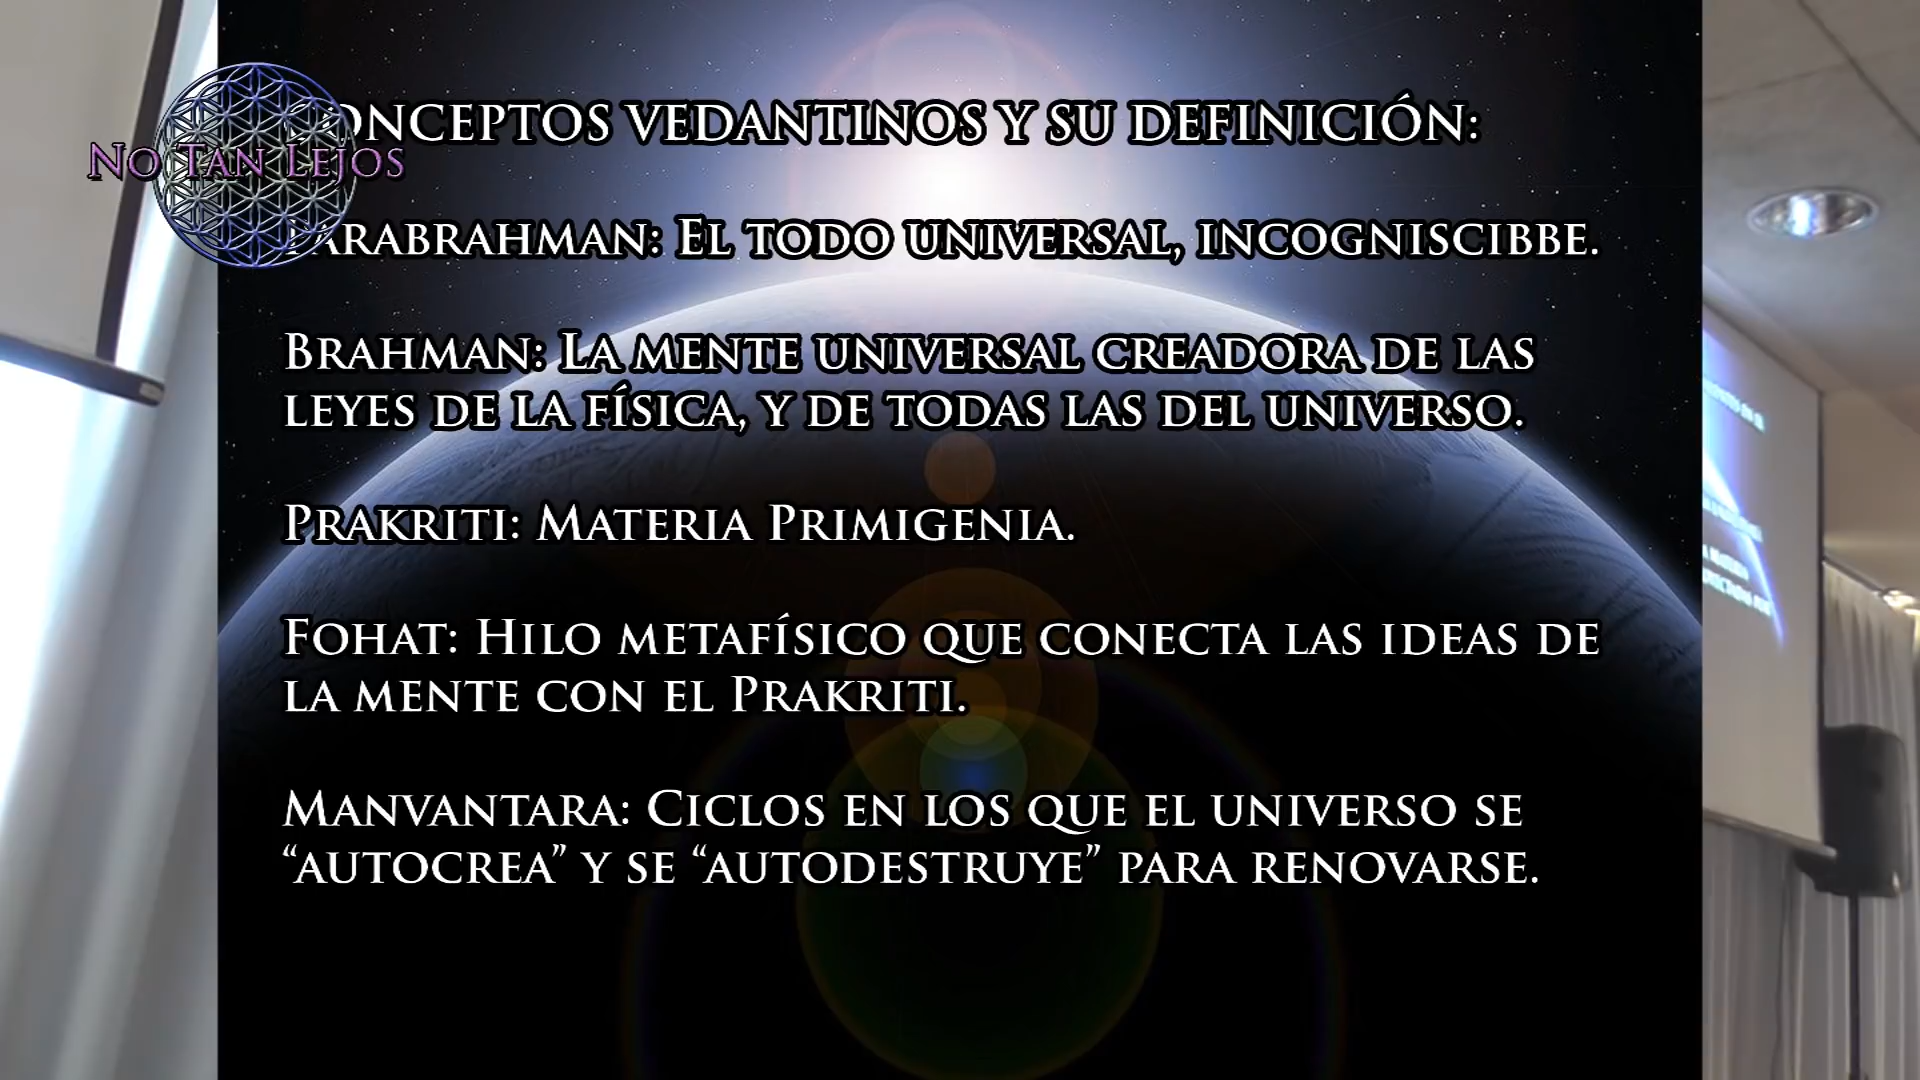 CONCEPTOS VEDANTINOS Y SU DEFINICIÓN:
NO TAN LEJOS
PARABRAHMAN: EL TODO UNIVERSAL, INCOGNISCIBBE.
BRAHMAN: LA MENTE UNIVERSAL CREADORA DE LAS
LEYES DE LA FÍSICA, Y DE TODAS LAS DEL UNIVERSO.
PRAKRITI: MATERIA PRIMIGENIA.
FOHAT: HILO METAFÍSICO QUE CONECTA LAS IDEAS DE
LA MENTE CON EL PRAKRITI.
MANVANTARA: CICLOS EN LOS QUE EL UNIVERSO SE
“AUTOCREA” Y SE “AUTODESTRUYE” PARA RENOVARSE.